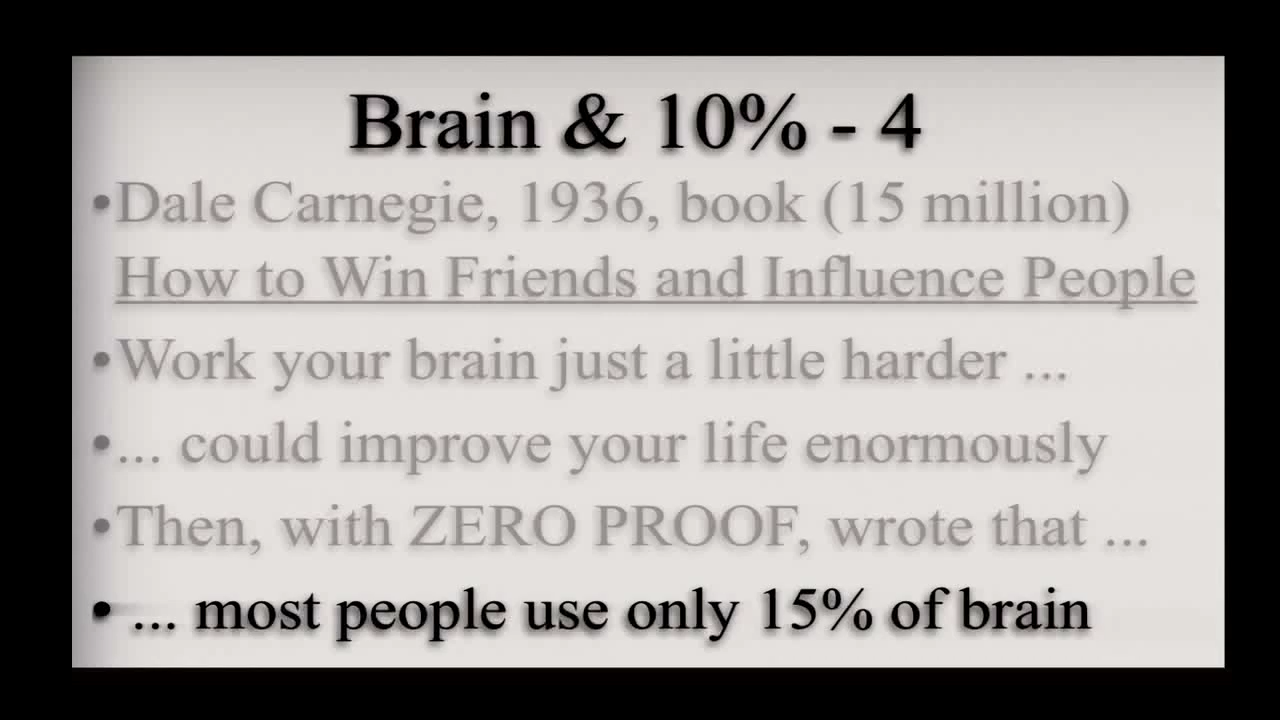 Brain & 10% - 4
•Dale Carnegie, 1936, book (15 million)
How to Win Friends and Influence People
•Work your brain just a little harder ...
•... could improve your life enormously
•Then, with ZERO PROOF, wrote that ...
• ... most people use only 15% of brain